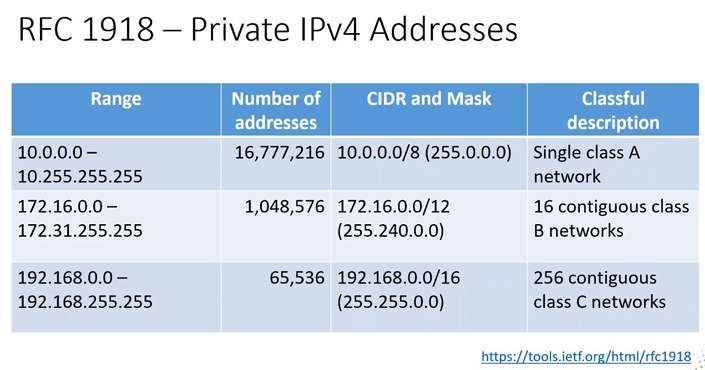 RFC 1918 – Private IPv4 Addresses
Range Number of addresses CIDR and Mask Classful description
10.0.0.0 – 10.255.255.255 16,777,216 10.0.0.0/8 (255.0.0.0) Single class A network
172.16.0.0 – 172.31.255.255 1,048,576 172.16.0.0/12 (255.240.0.0) 16 contiguous class B networks
192.168.0.0 – 192.168.255.255 65,536 192.168.0.0/16 (255.255.0.0) 256 contiguous class C networks
https://tools.ietf.org/html/rfc1918